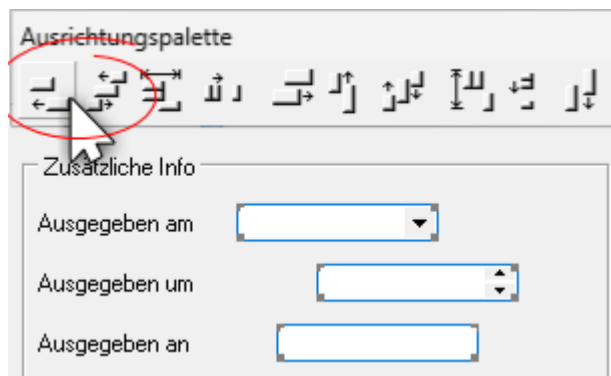 Ausrichtungspalette
Zusätzliche Info
Ausgegeben am
Ausgegeben um
Ausgegeben an